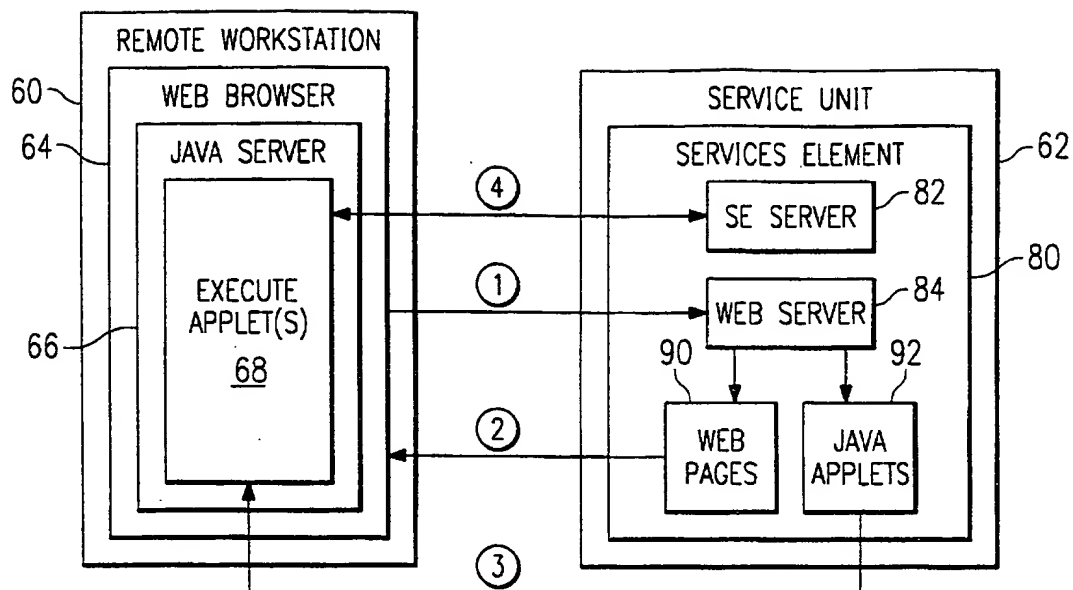 REMOTE WORKSTATION
60
WEB BROWSER
64
JAVA SERVER
66
EXECUTE
APPLET(S)
68
4
1
2
3
SERVICE UNIT
62
SERVICES ELEMENT
80
SE SERVER
82
WEB SERVER
84
90
WEB
PAGES
92
JAVA
APPLETS